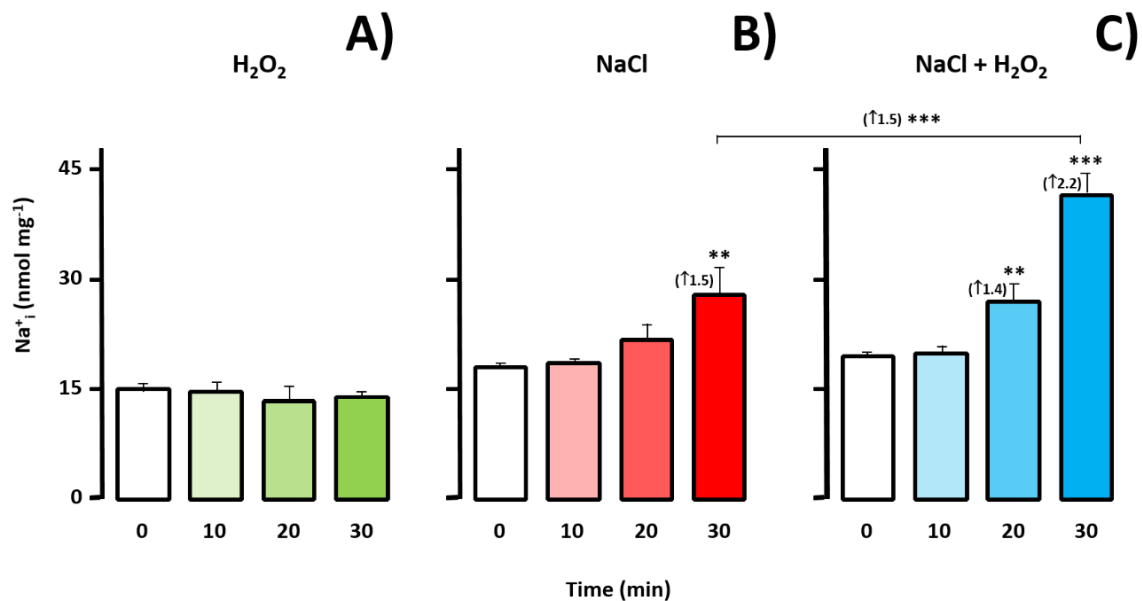 A)
B)
C)
H₂O₂
NaCl
NaCl + H₂O₂
(↑1.5) ***
Na⁺ᵢ (nmol mg⁻¹)
45
30
15
0
**
(↑1.5)
***
(↑2.2)
**
(↑1.4)
0 10 20 30
0 10 20 30
0 10 20 30
Time (min)